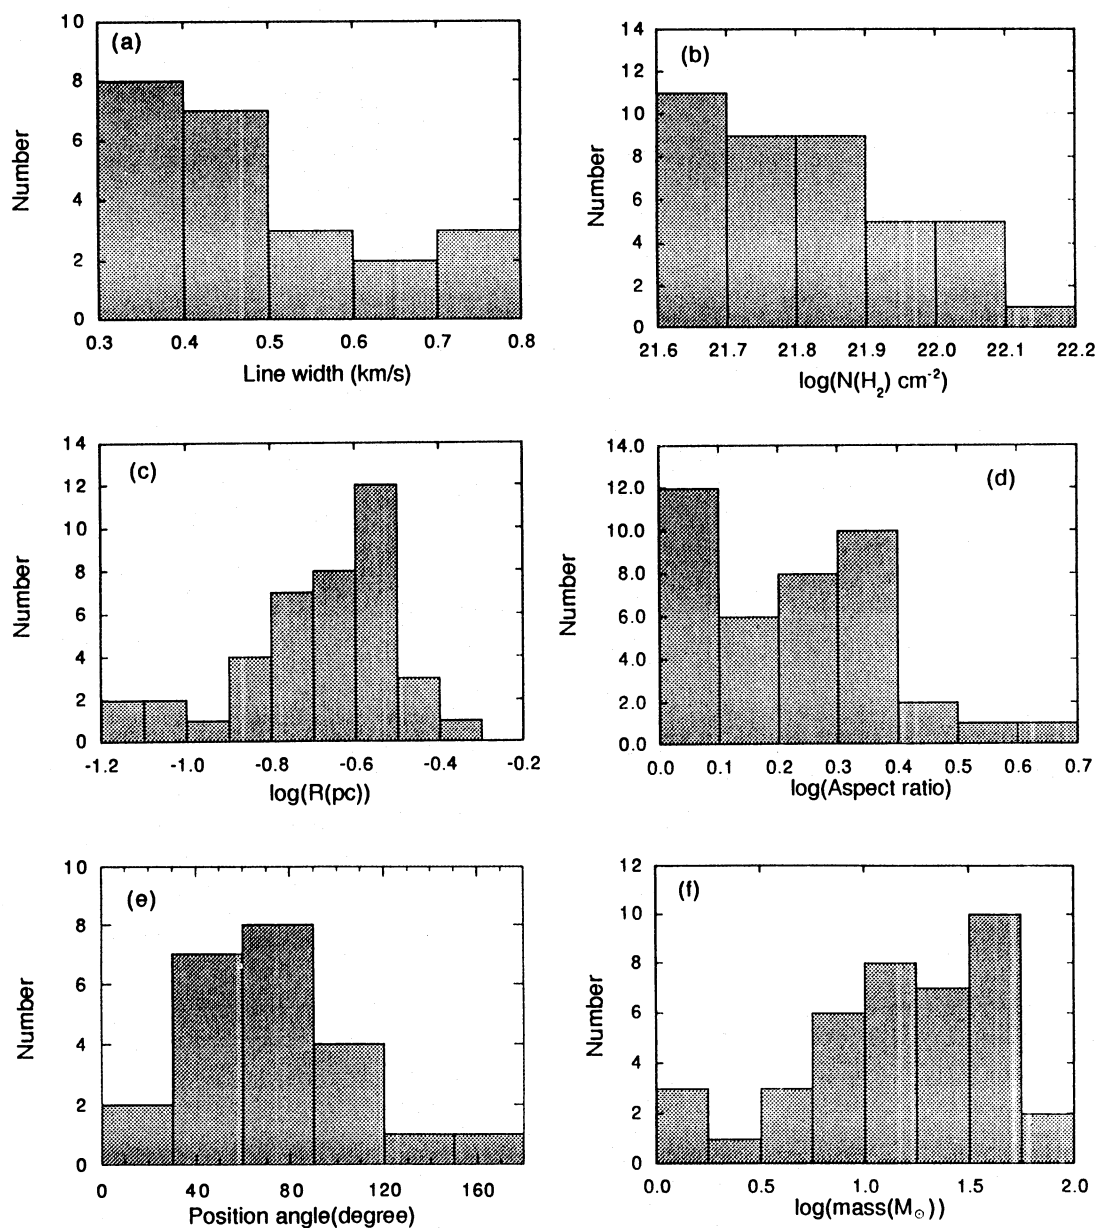 (a)
10
8
6
4
2
0
Number
0.3 0.4 0.5 0.6 0.7 0.8
Line width (km/s)
(b)
14
12
10
8
6
4
2
0
Number
21.6 21.7 21.8 21.9 22.0 22.1 22.2
log(N(H₂) cm⁻²)
(c)
14
12
10
8
6
4
2
0
Number
-1.2 -1.0 -0.8 -0.6 -0.4 -0.2
log(R(pc))
(d)
14.0
12.0
10.0
8.0
6.0
4.0
2.0
0.0
Number
0.0 0.1 0.2 0.3 0.4 0.5 0.6 0.7
log(Aspect ratio)
(e)
10
8
6
4
2
0
Number
0 40 80 120 160
Position angle(degree)
(f)
12
10
8
6
4
2
0
Number
0.0 0.5 1.0 1.5 2.0
log(mass(M☉))